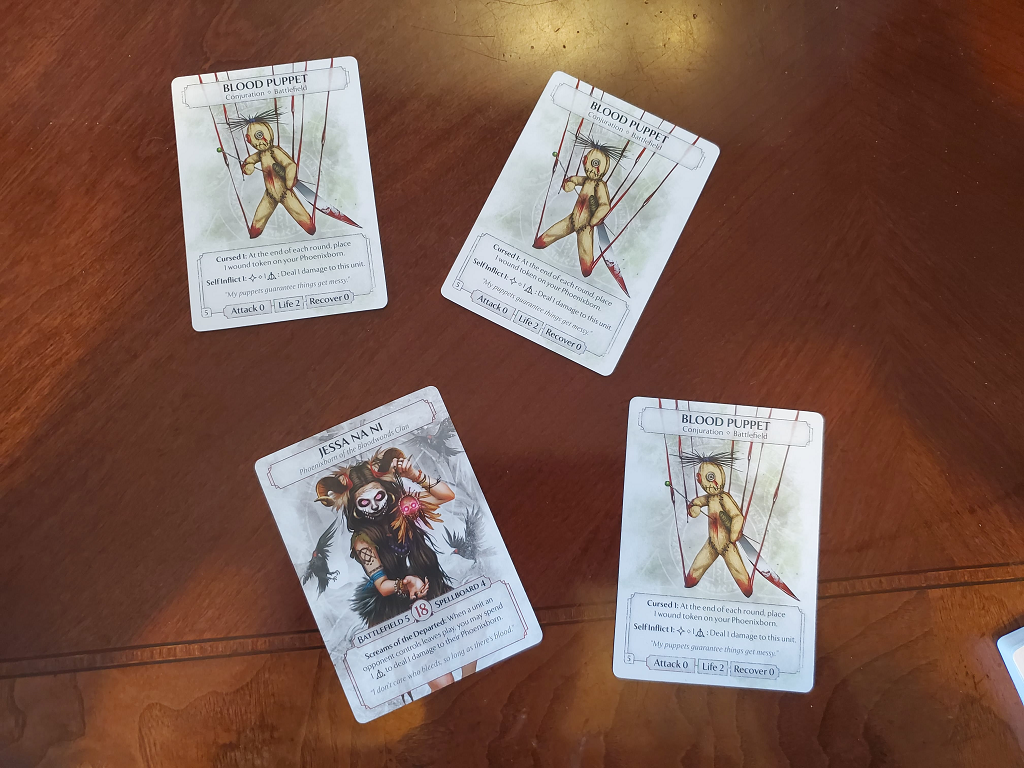 BLOOD PUPPET
Conjuration ⋄ Battlefield
Cursed 1: At the end of each round, place
1 wound token on your Phoenixborn.
Self Inflict 1: ⋄ 1 : Deal 1 damage to this unit.
"My puppets guarantee things get messy."
5
Attack 0 Life 2 Recover 0
BLOOD PUPPET
Conjuration ⋄ Battlefield
Cursed 1: At the end of each round, place
1 wound token on your Phoenixborn.
Self Inflict 1: ⋄ 1 : Deal 1 damage to this unit.
"My puppets guarantee things get messy."
5
Attack 0 Life 2 Recover 0
JESSA NA NI
Phoenixborn of the Bloodwoods Clan
BATTLEFIELD 5 18 SPELLBOARD 4
Screams of the Departed: When a unit an
opponent controls leaves play, you may spend
1 , to deal 1 damage to their Phoenixborn.
"I don't care who bleeds, so long as there's blood."
BLOOD PUPPET
Conjuration ⋄ Battlefield
Cursed 1: At the end of each round, place
1 wound token on your Phoenixborn.
Self Inflict 1: ⋄ 1 : Deal 1 damage to this unit.
"My puppets guarantee things get messy."
5
Attack 0 Life 2 Recover 0